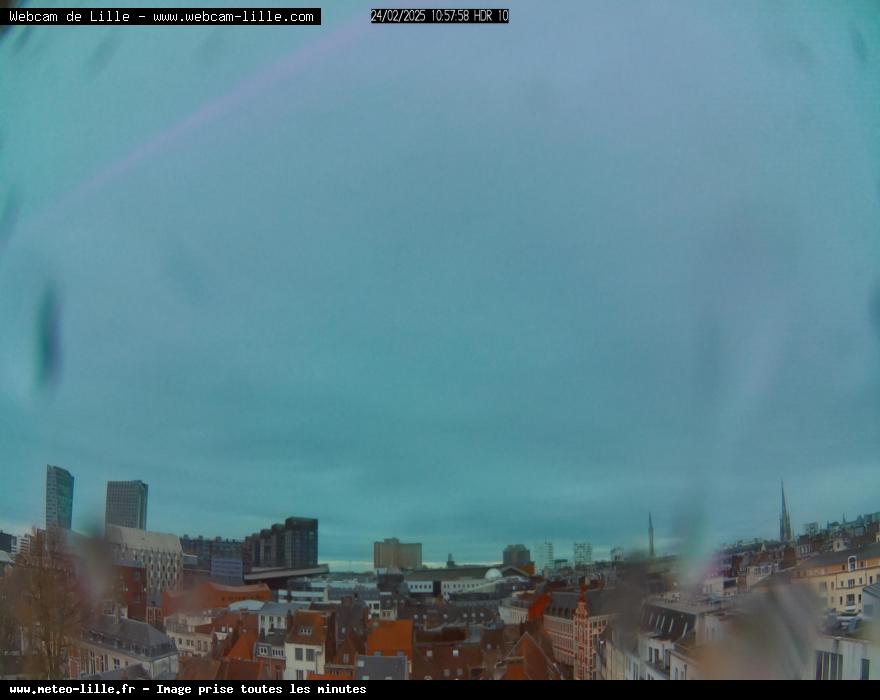 Webcam de Lille - www.webcam-lille.com
24/02/2025 10:57:58 HDR 10
www.meteo-lille.fr - Image prise toutes les minutes